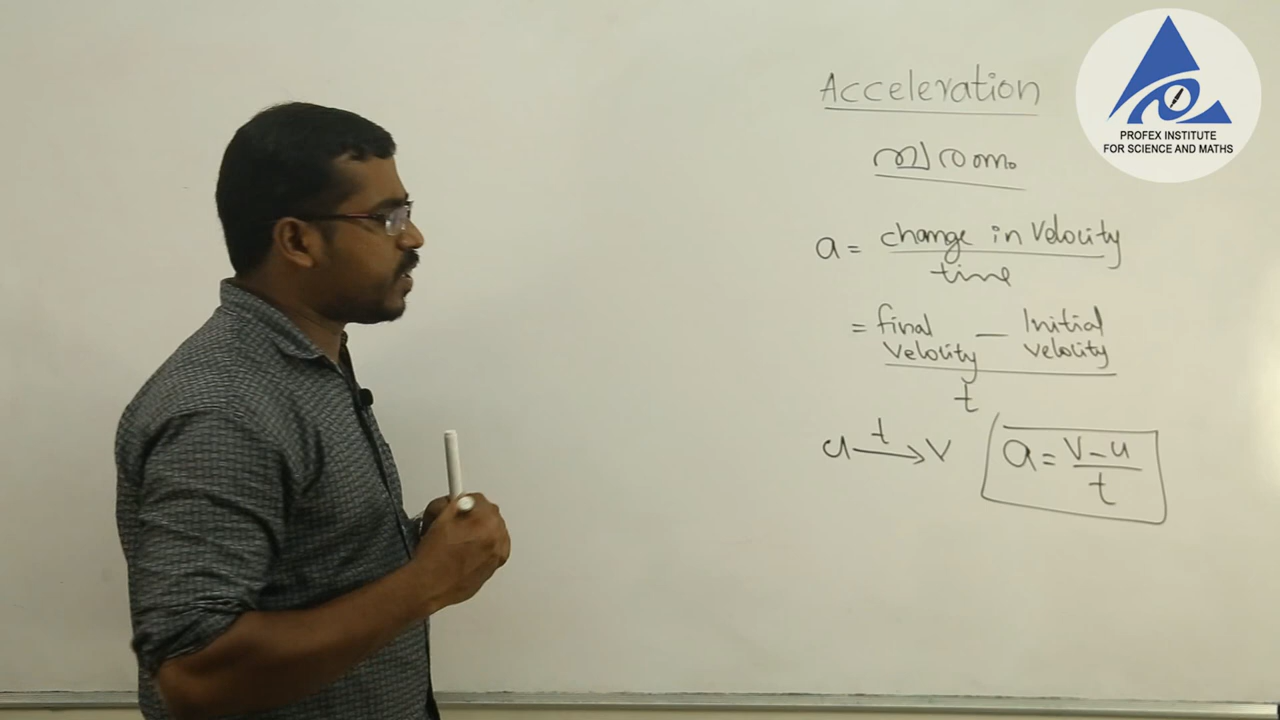 Acceleration
ത്വരണം
a = change in velocity
time
= final velocity — Initial velocity
t
u —t→ v
a = v-u
t
PROFEX INSTITUTE
FOR SCIENCE AND MATHS